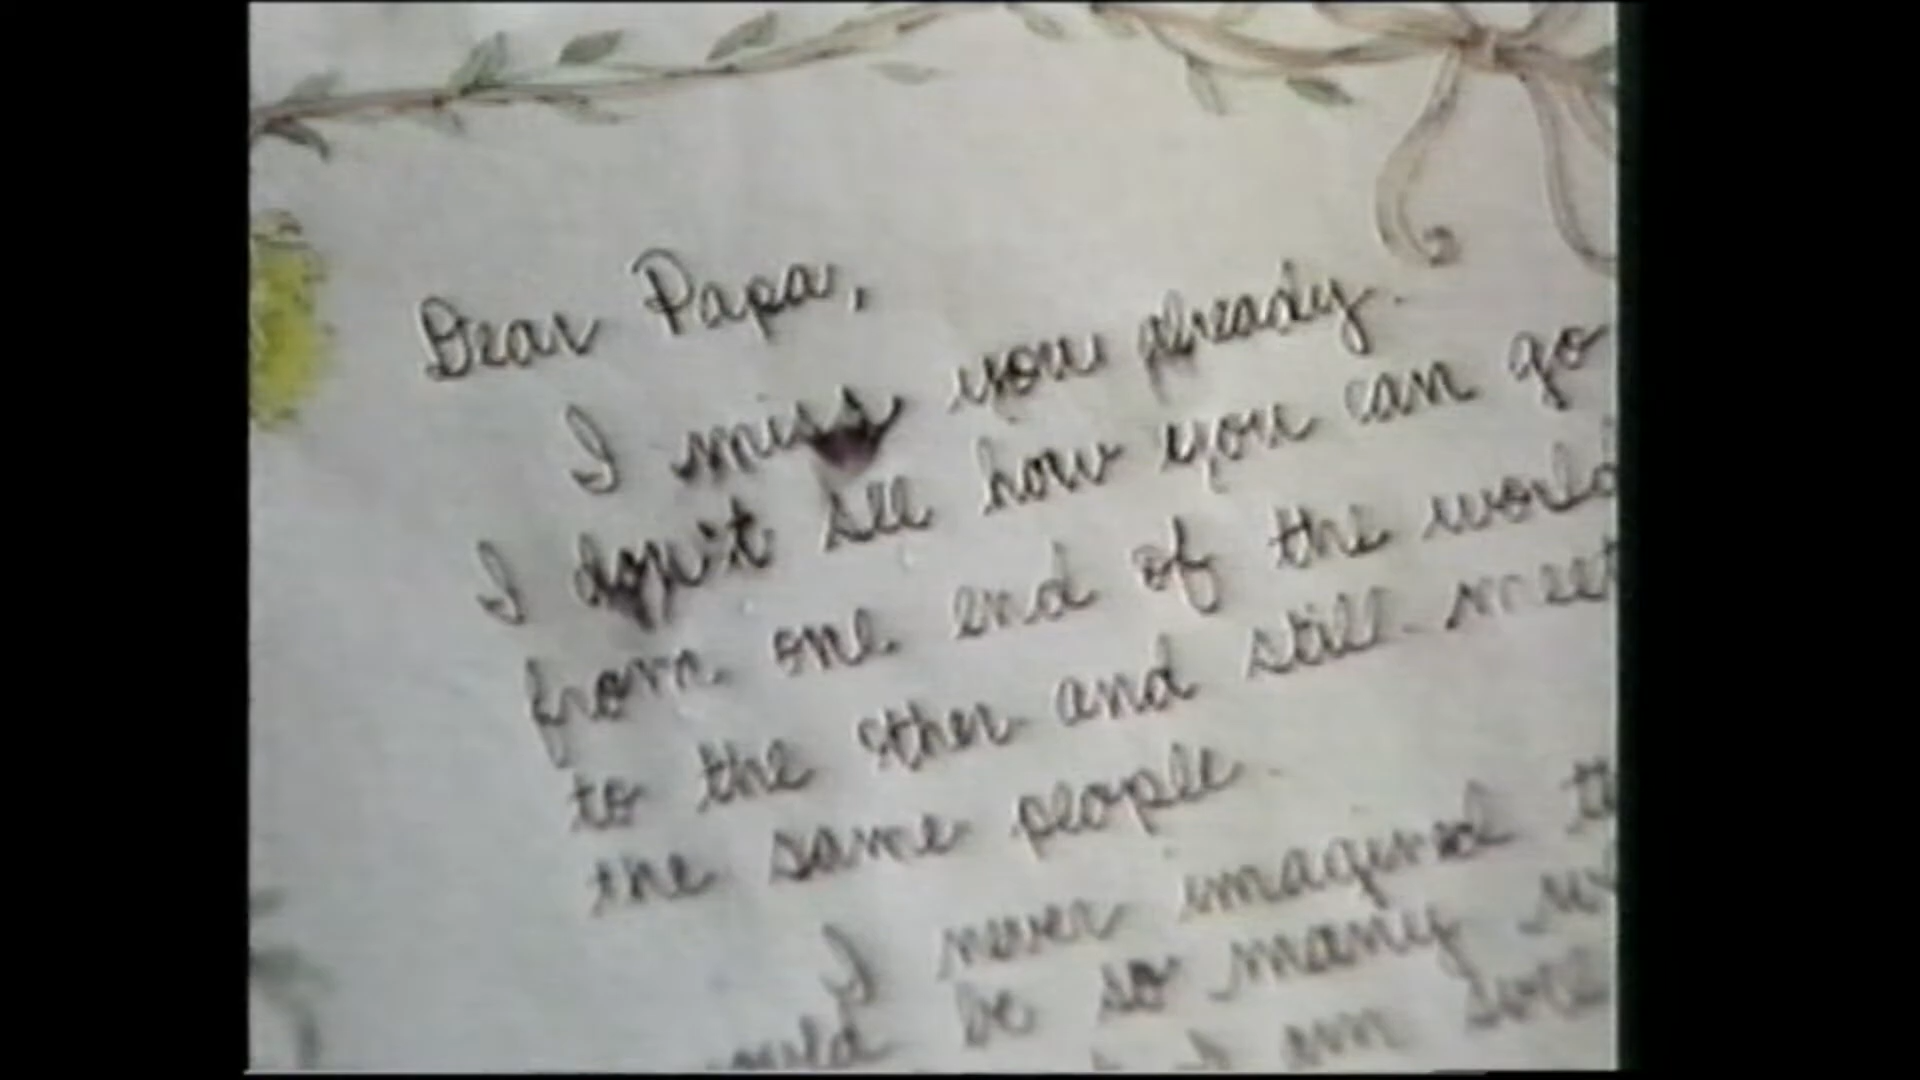 Dear Papa,
I miss you already.
I don't see how you can go
from one end of the world
to the other and still meet
the same people.
I never imagined
be so many
I am